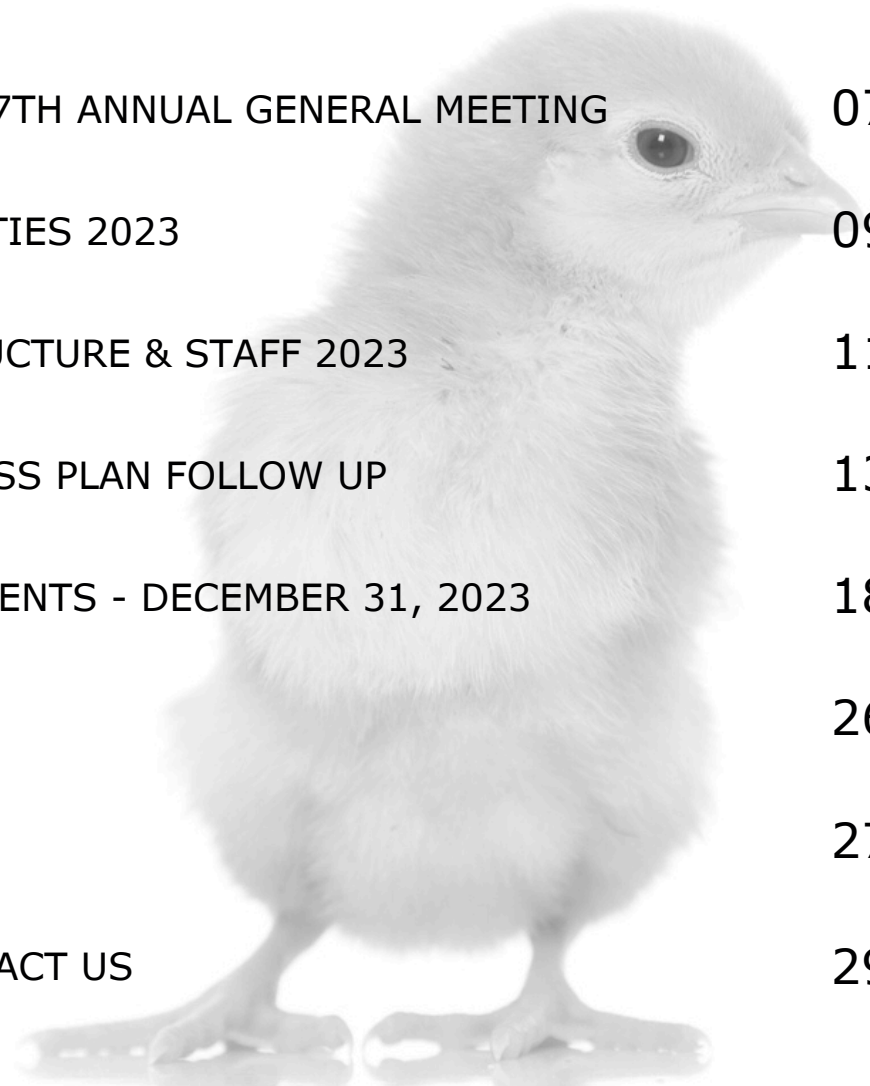 7TH ANNUAL GENERAL MEETING 07
TIES 2023 09
UCTURE & STAFF 2023 11
SS PLAN FOLLOW UP 13
ENTS - DECEMBER 31, 2023 18
26
27
ACT US 29